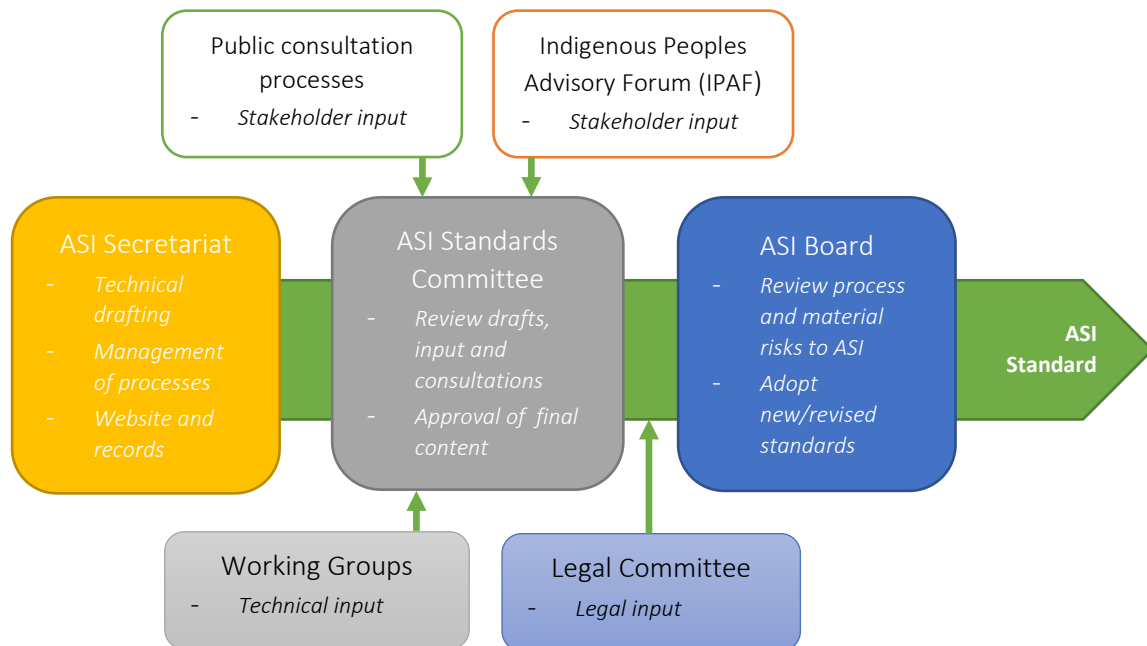 Public consultation
processes
- Stakeholder input
Indigenous Peoples
Advisory Forum (IPAF)
- Stakeholder input
ASI Secretariat
- Technical
drafting
- Management
of processes
- Website and
records
ASI Standards
Committee
- Review drafts,
input and
consultations
- Approval of final
content
ASI Board
- Review process
and material
risks to ASI
- Adopt
new/revised
standards
ASI
Standard
Working Groups
- Technical input
Legal Committee
- Legal input